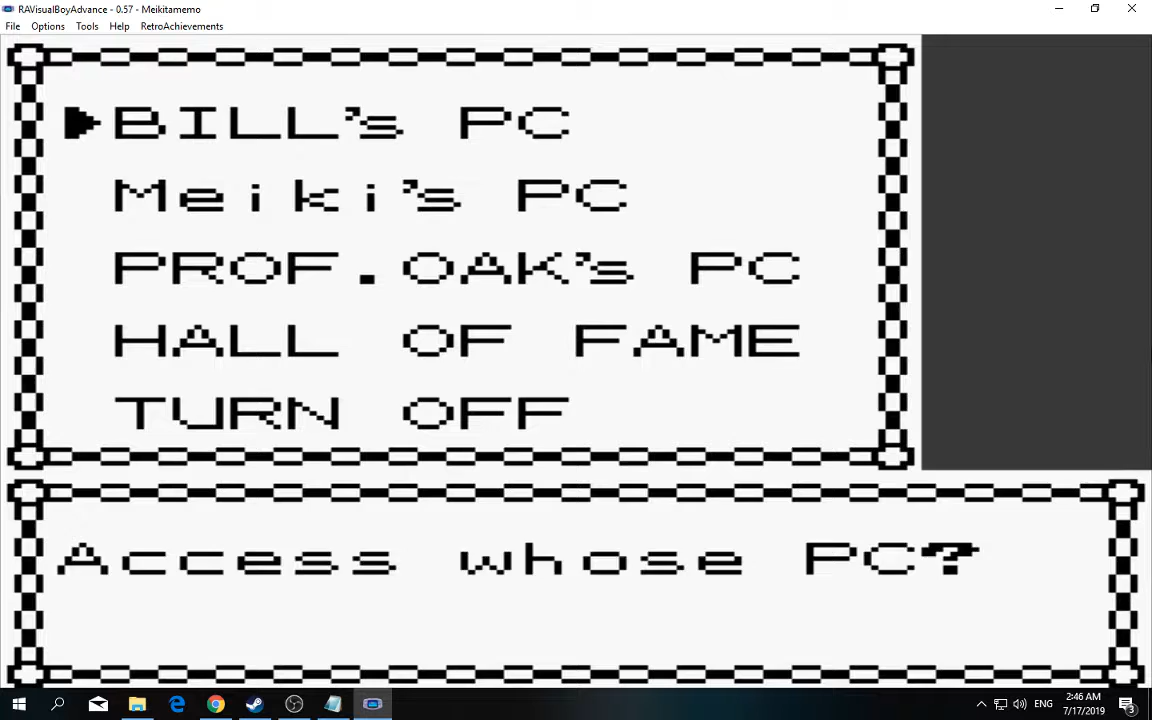 RAVisualBoyAdvance - 0.57 - Meikitamemo
File Options Tools Help RetroAchievements
▶BILL's PC
Meiki's PC
PROF.OAK's PC
HALL OF FAME
TURN OFF
Access whose PC?
ENG
2:46 AM
7/17/2019
3